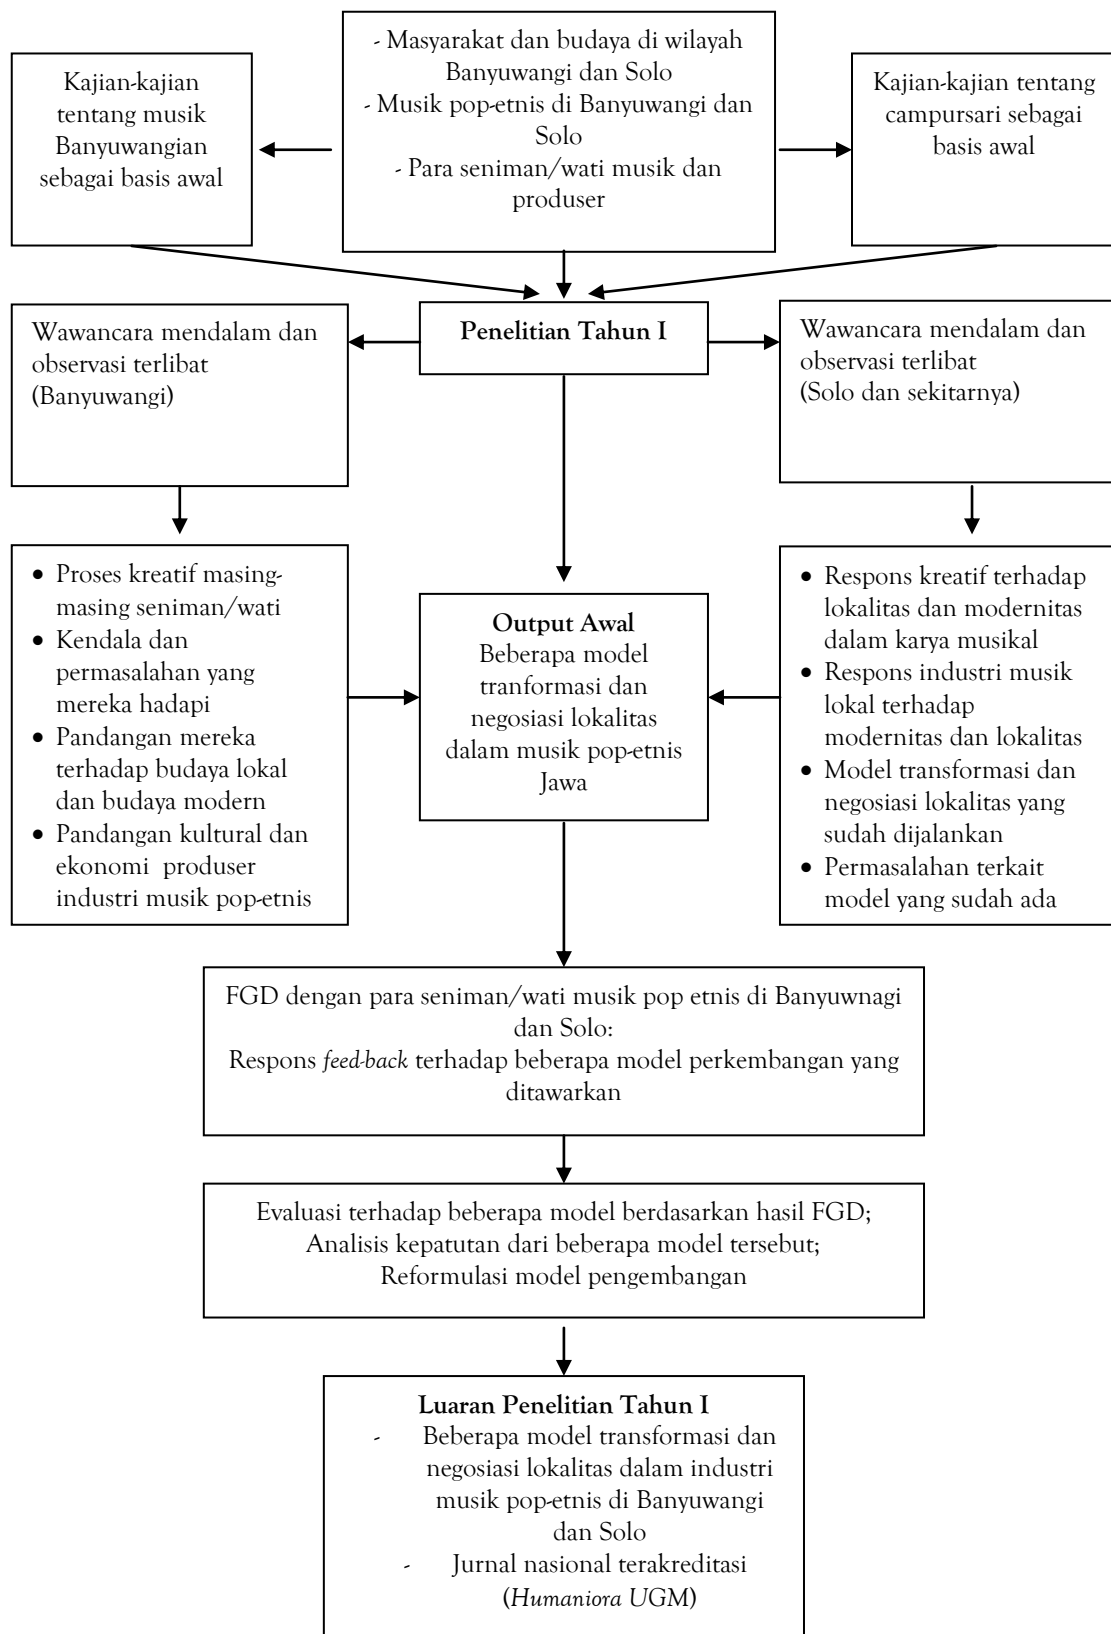 - Masyarakat dan budaya di wilayah
Banyuwangi dan Solo
- Musik pop-etnis di Banyuwangi dan
Solo
- Para seniman/wati musik dan
produser
Kajian-kajian
tentang musik
Banyuwangian
sebagai basis awal
Kajian-kajian tentang
campursari sebagai
basis awal
Penelitian Tahun I
Wawancara mendalam dan
observasi terlibat
(Banyuwangi)
Wawancara mendalam dan
observasi terlibat
(Solo dan sekitarnya)
• Proses kreatif masing-
masing seniman/wati
• Kendala dan
permasalahan yang
mereka hadapi
• Pandangan mereka
terhadap budaya lokal
dan budaya modern
• Pandangan kultural dan
ekonomi produser
industri musik pop-etnis
Output Awal
Beberapa model
tranformasi dan
negosiasi lokalitas
dalam musik pop-etnis
Jawa
• Respons kreatif terhadap
lokalitas dan modernitas
dalam karya musikal
• Respons industri musik
lokal terhadap
modernitas dan lokalitas
• Model transformasi dan
negosiasi lokalitas yang
sudah dijalankan
• Permasalahan terkait
model yang sudah ada
FGD dengan para seniman/wati musik pop etnis di Banyuwnagi
dan Solo:
Respons feed-back terhadap beberapa model perkembangan yang
ditawarkan
Evaluasi terhadap beberapa model berdasarkan hasil FGD;
Analisis kepatutan dari beberapa model tersebut;
Reformulasi model pengembangan
Luaran Penelitian Tahun I
- Beberapa model transformasi dan
negosiasi lokalitas dalam industri
musik pop-etnis di Banyuwangi
dan Solo
- Jurnal nasional terakreditasi
(Humaniora UGM)